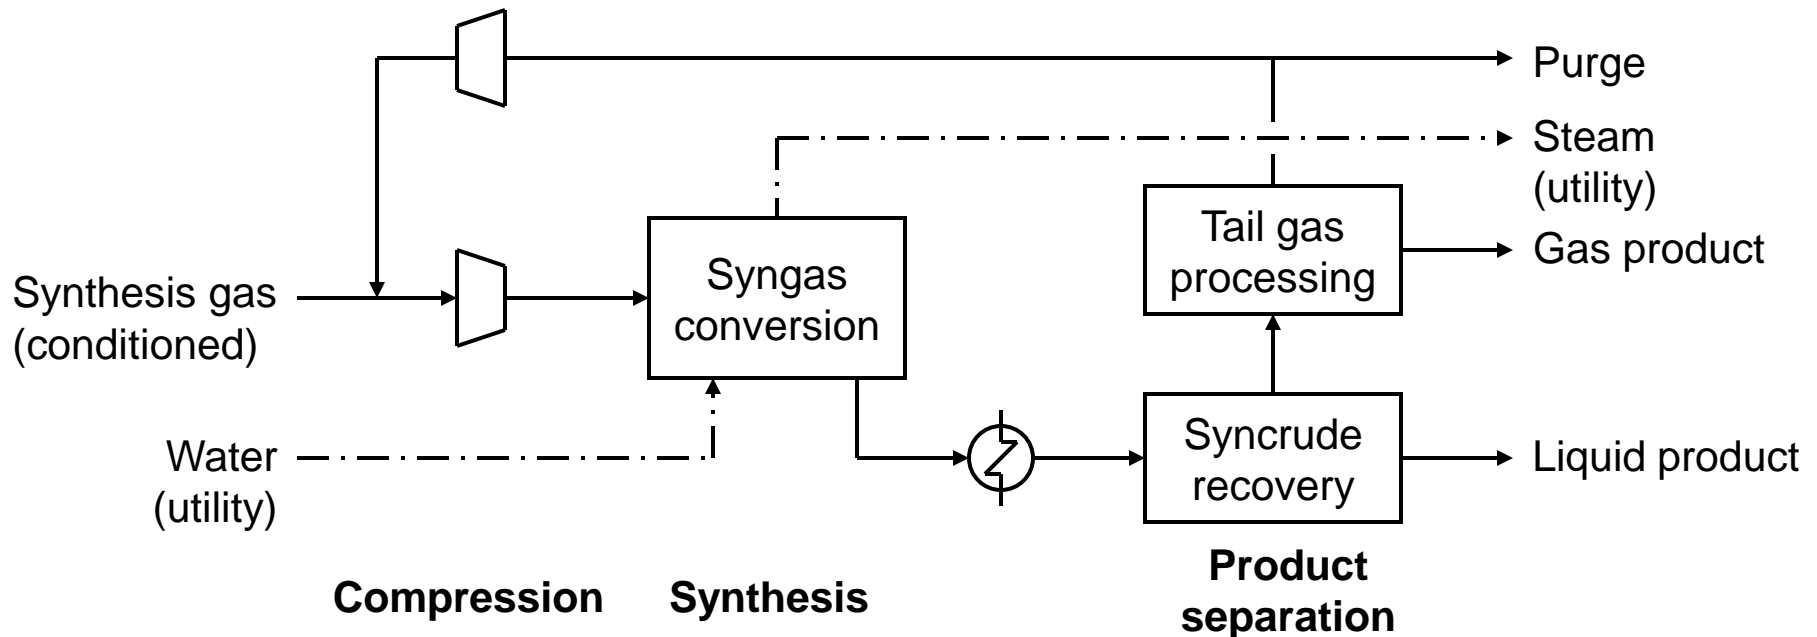 Purge
Steam
(utility)
Tail gas
processing
Gas product
Syngas
conversion
Synthesis gas
(conditioned)
Water
(utility)
Syncrude
recovery
Liquid product
Compression
Synthesis
Product
separation